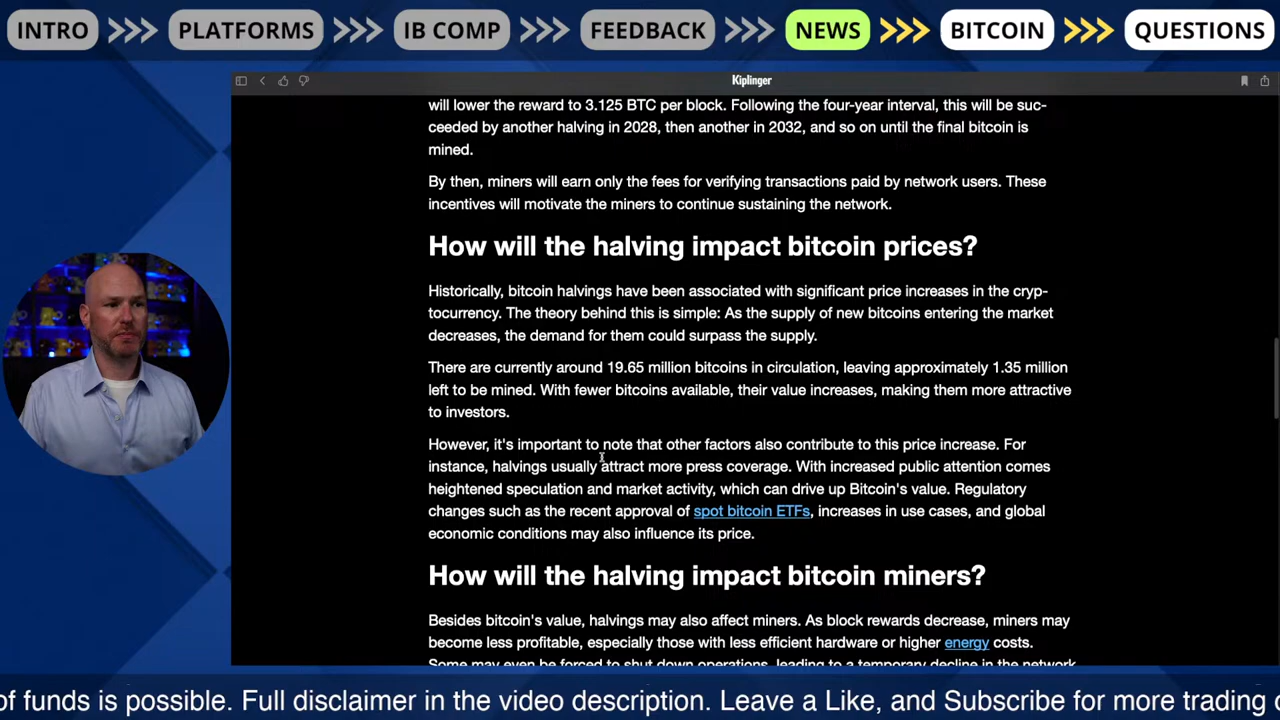 INTRO >>> PLATFORMS >>> IB COMP >>> FEEDBACK >>> NEWS >>> BITCOIN >>> QUESTIONS
Kiplinger
will lower the reward to 3.125 BTC per block. Following the four-year interval, this will be suc-
ceeded by another halving in 2028, then another in 2032, and so on until the final bitcoin is
mined.
By then, miners will earn only the fees for verifying transactions paid by network users. These
incentives will motivate the miners to continue sustaining the network.
How will the halving impact bitcoin prices?
Historically, bitcoin halvings have been associated with significant price increases in the cryp-
tocurrency. The theory behind this is simple: As the supply of new bitcoins entering the market
decreases, the demand for them could surpass the supply.
There are currently around 19.65 million bitcoins in circulation, leaving approximately 1.35 million
left to be mined. With fewer bitcoins available, their value increases, making them more attractive
to investors.
However, it's important to note that other factors also contribute to this price increase. For
instance, halvings usually attract more press coverage. With increased public attention comes
heightened speculation and market activity, which can drive up Bitcoin's value. Regulatory
changes such as the recent approval of spot bitcoin ETFs, increases in use cases, and global
economic conditions may also influence its price.
How will the halving impact bitcoin miners?
Besides bitcoin's value, halvings may also affect miners. As block rewards decrease, miners may
become less profitable, especially those with less efficient hardware or higher energy costs.
Some may even be forced to shut down operations, leading to a temporary decline in the network
of funds is possible. Full disclaimer in the video description. Leave a Like, and Subscribe for more trading